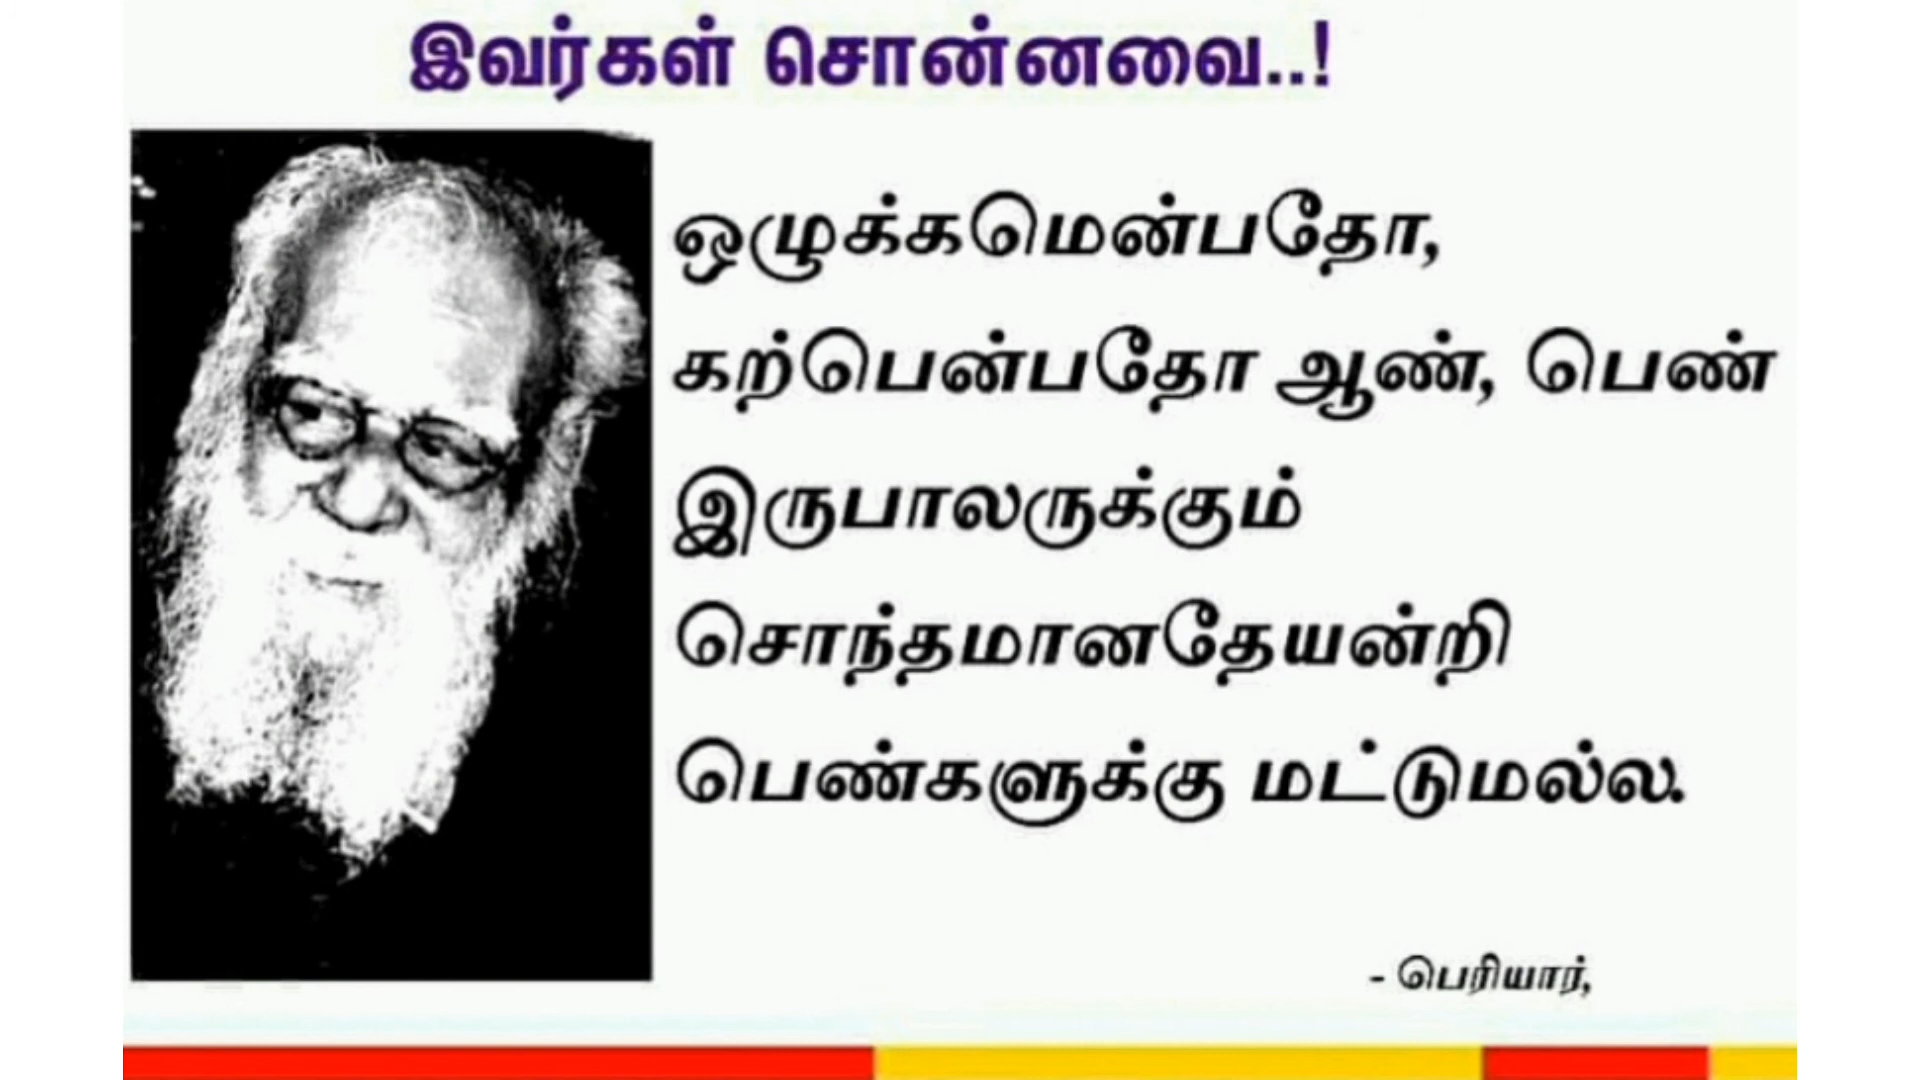 இவர்கள் சொன்னவை..!
ஒழுக்கமென்பதோ,
கற்பென்பதோ ஆண், பெண்
இருபாலருக்கும்
சொந்தமானதேயன்றி
பெண்களுக்கு மட்டுமல்ல.
- பெரியார்,